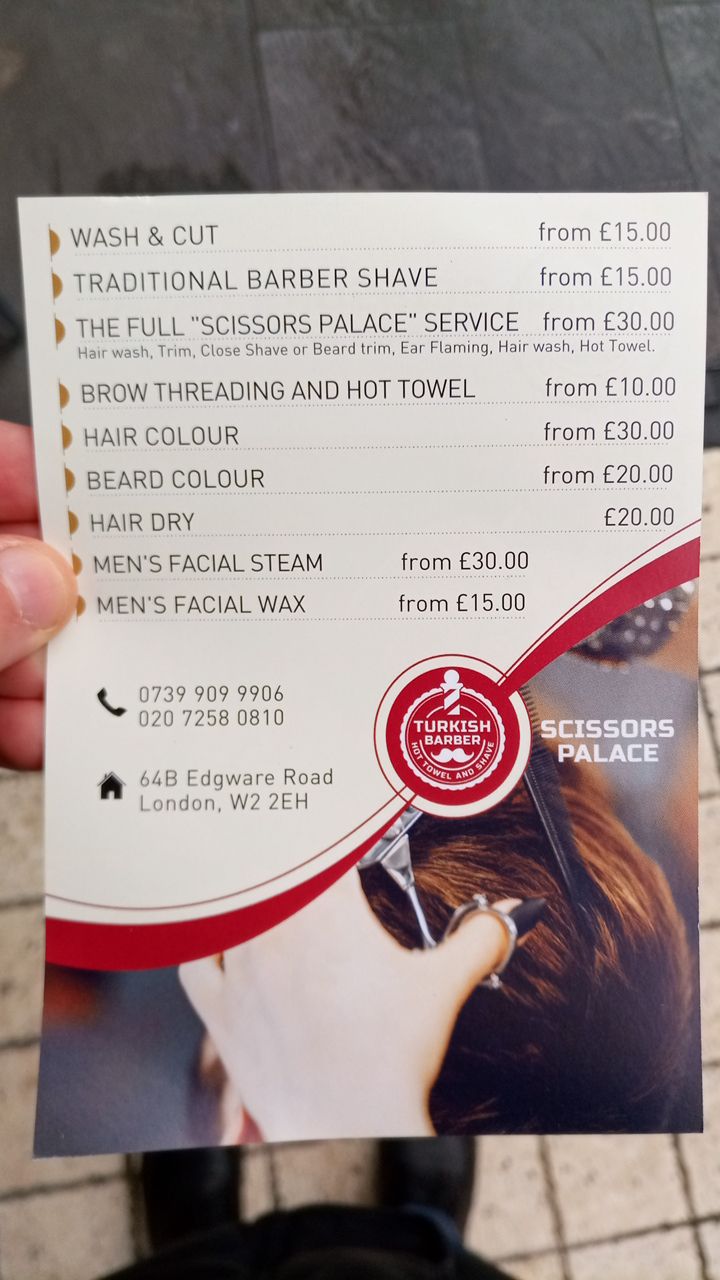 WASH & CUT from £15.00
TRADITIONAL BARBER SHAVE from £15.00
THE FULL "SCISSORS PALACE" SERVICE from £30.00
Hair wash, Trim, Close Shave or Beard trim, Ear Flaming, Hair wash, Hot Towel.
BROW THREADING AND HOT TOWEL from £10.00
HAIR COLOUR from £30.00
BEARD COLOUR from £20.00
HAIR DRY £20.00
MEN'S FACIAL STEAM from £30.00
MEN'S FACIAL WAX from £15.00
0739 909 9906
020 7258 0810
64B Edgware Road
London, W2 2EH
TURKISH
BARBER
HOT TOWEL AND SHAVE
SCISSORS
PALACE